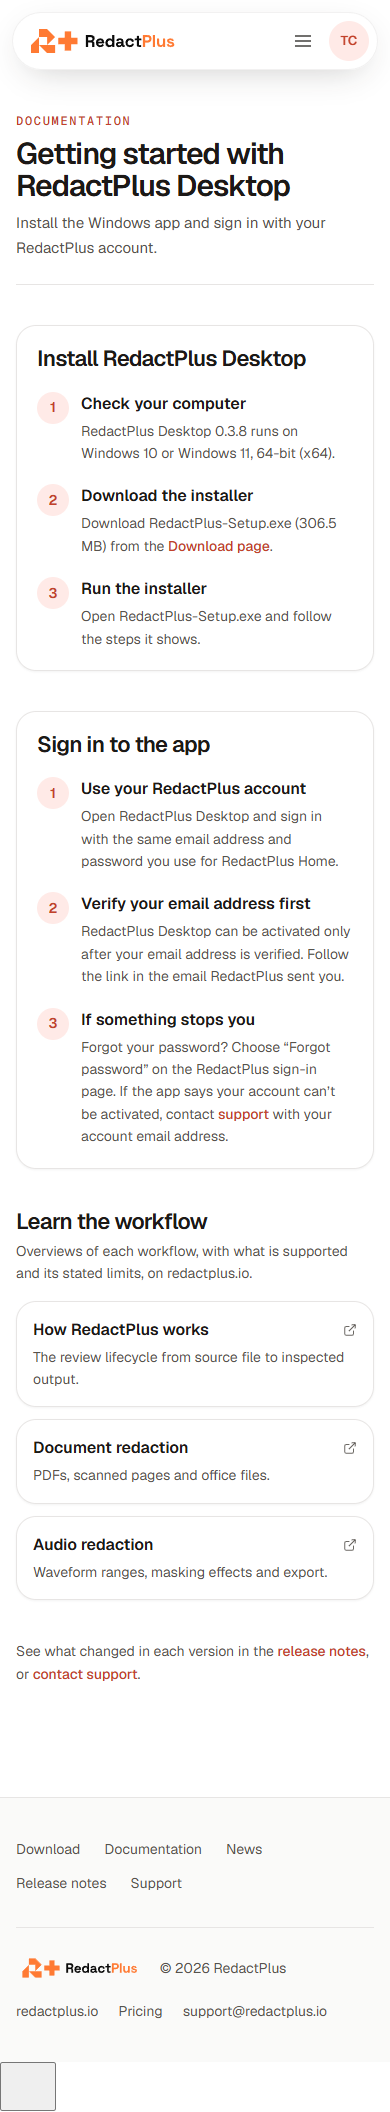 RedactPlus
TC
DOCUMENTATION
Getting started with
RedactPlus Desktop
Install the Windows app and sign in with your
RedactPlus account.
Install RedactPlus Desktop
1
Check your computer
RedactPlus Desktop 0.3.8 runs on
Windows 10 or Windows 11, 64-bit (x64).
2
Download the installer
Download RedactPlus-Setup.exe (306.5
MB) from the Download page.
3
Run the installer
Open RedactPlus-Setup.exe and follow
the steps it shows.
Sign in to the app
1
Use your RedactPlus account
Open RedactPlus Desktop and sign in
with the same email address and
password you use for RedactPlus Home.
2
Verify your email address first
RedactPlus Desktop can be activated only
after your email address is verified. Follow
the link in the email RedactPlus sent you.
3
If something stops you
Forgot your password? Choose “Forgot
password” on the RedactPlus sign-in
page. If the app says your account can't
be activated, contact support with your
account email address.
Learn the workflow
Overviews of each workflow, with what is supported
and its stated limits, on redactplus.io.
How RedactPlus works
The review lifecycle from source file to inspected
output.
Document redaction
PDFs, scanned pages and office files.
Audio redaction
Waveform ranges, masking effects and export.
See what changed in each version in the release notes,
or contact support.
Download Documentation News
Release notes Support
RedactPlus © 2026 RedactPlus
redactplus.io Pricing support@redactplus.io